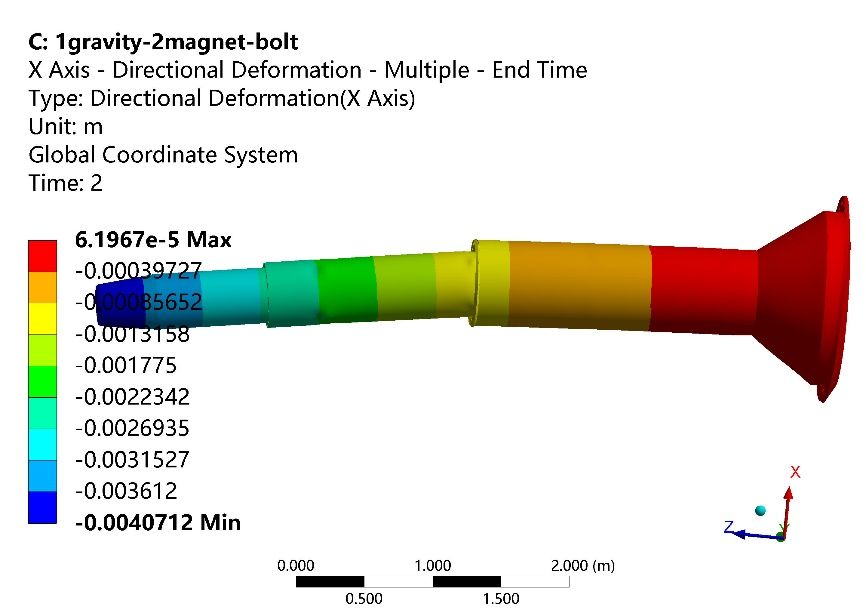 C: 1gravity-2magnet-bolt
X Axis - Directional Deformation - Multiple - End Time
Type: Directional Deformation(X Axis)
Unit: m
Global Coordinate System
Time: 2
6.1967e-5 Max
-0.00039727
-0.00085652
-0.0013158
-0.001775
-0.0022342
-0.0026935
-0.0031527
-0.003612
-0.0040712 Min
X
Z
Y
0.000 1.000 2.000 (m)
0.500 1.500